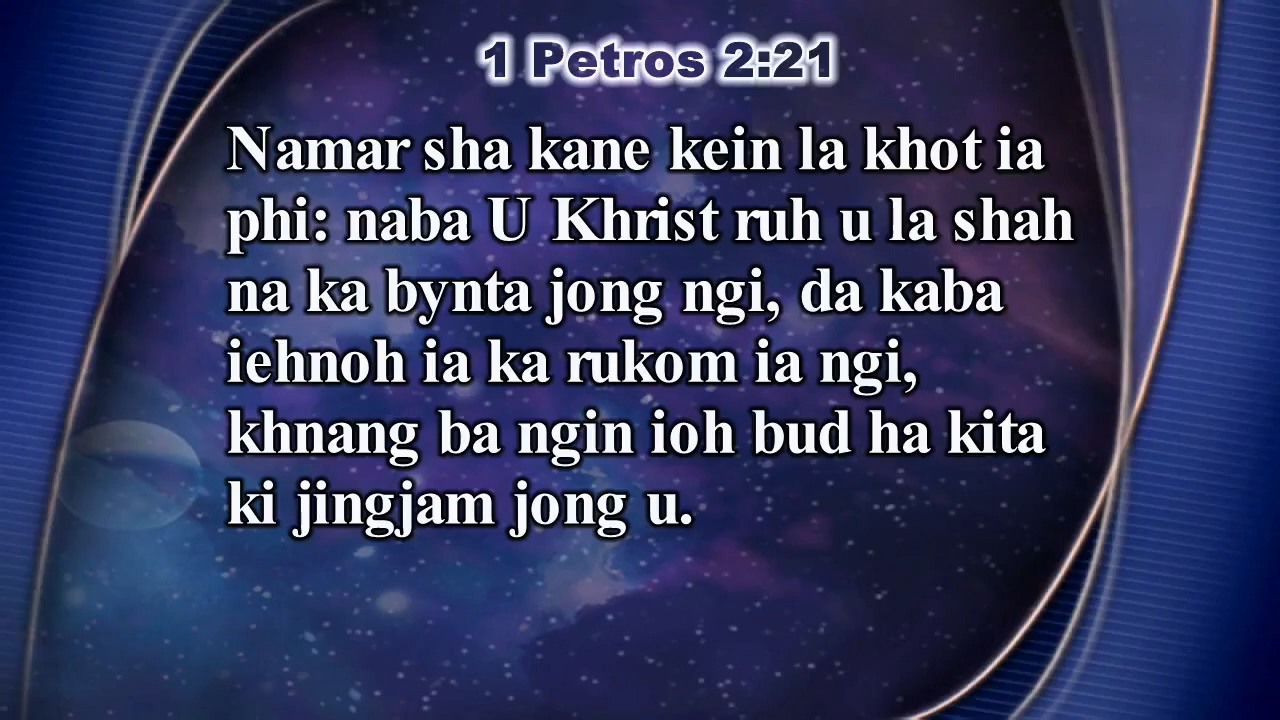 1 Petros 2:21
Namar sha kane kein la khot ia
phi: naba U Khrist ruh u la shah
na ka bynta jong ngi, da kaba
iehnoh ia ka rukom ia ngi,
khnang ba ngin ioh bud ha kita
ki jingjam jong u.